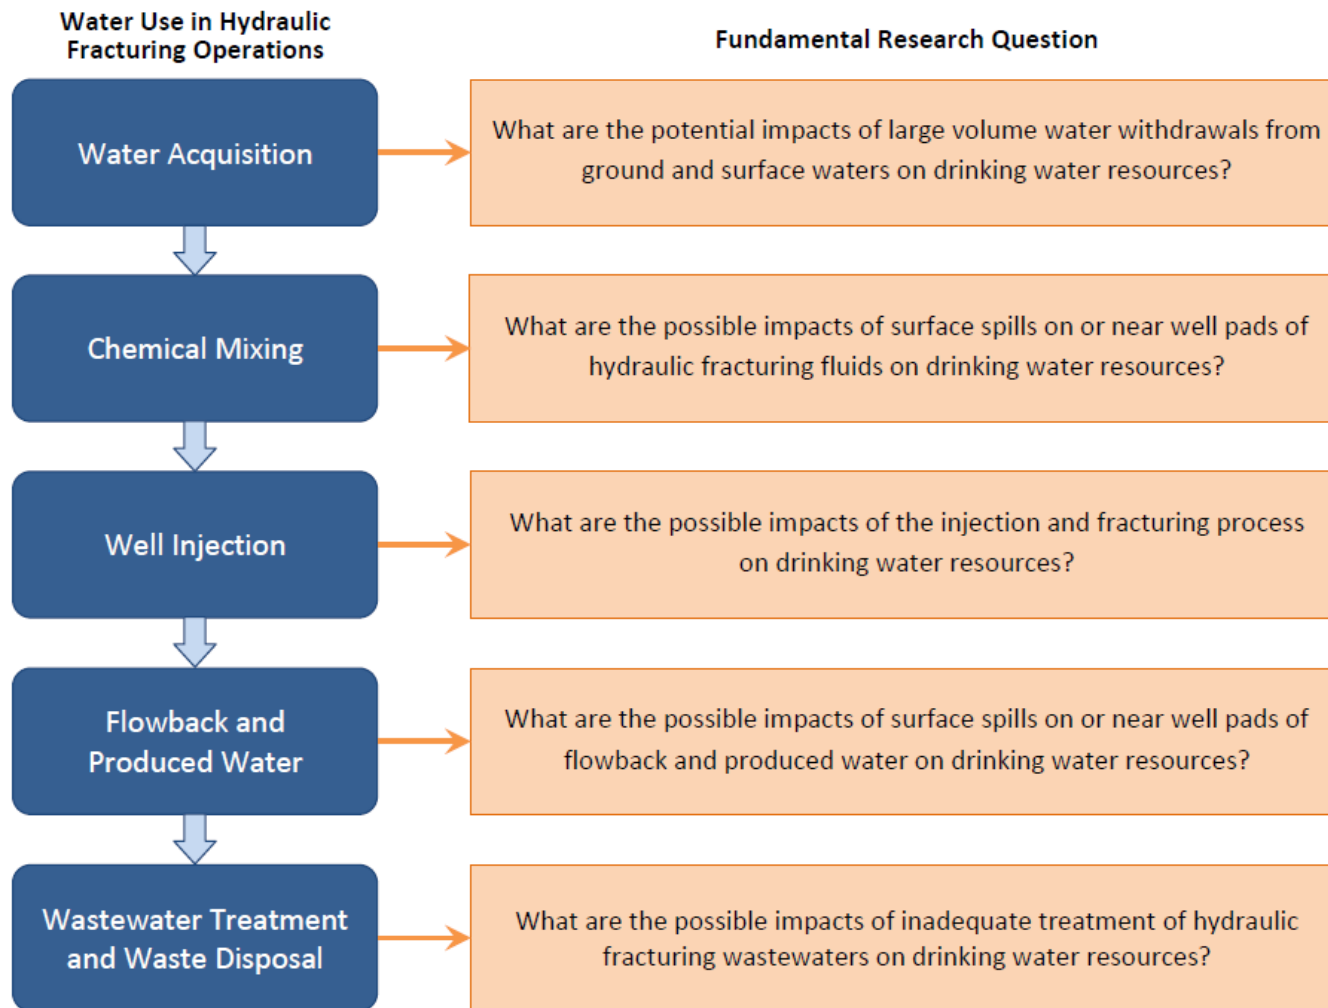 Water Use in Hydraulic
Fracturing Operations
Fundamental Research Question
Water Acquisition
What are the potential impacts of large volume water withdrawals from
ground and surface waters on drinking water resources?
Chemical Mixing
What are the possible impacts of surface spills on or near well pads of
hydraulic fracturing fluids on drinking water resources?
Well Injection
What are the possible impacts of the injection and fracturing process
on drinking water resources?
Flowback and
Produced Water
What are the possible impacts of surface spills on or near well pads of
flowback and produced water on drinking water resources?
Wastewater Treatment
and Waste Disposal
What are the possible impacts of inadequate treatment of hydraulic
fracturing wastewaters on drinking water resources?